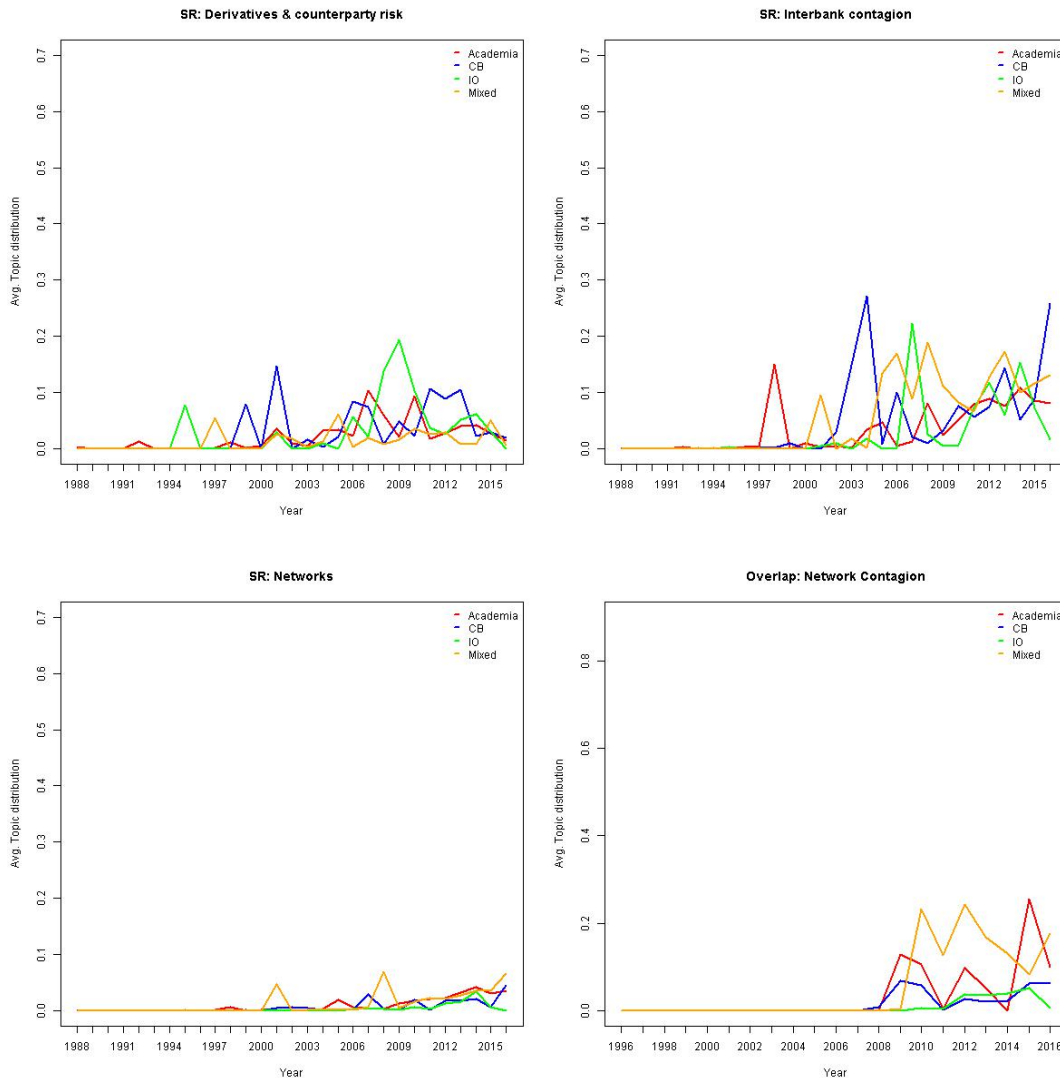 SR: Derivatives & counterparty risk
Academia
CB
IO
Mixed
0.7
0.6
0.5
0.4
0.3
0.2
0.1
0.0
Avg. Topic distribution
1988 1991 1994 1997 2000 2003 2006 2009 2012 2015
Year
SR: Interbank contagion
Academia
CB
IO
Mixed
0.7
0.6
0.5
0.4
0.3
0.2
0.1
0.0
Avg. Topic distribution
1988 1991 1994 1997 2000 2003 2006 2009 2012 2015
Year
SR: Networks
Academia
CB
IO
Mixed
0.7
0.6
0.5
0.4
0.3
0.2
0.1
0.0
Avg. Topic distribution
1988 1991 1994 1997 2000 2003 2006 2009 2012 2015
Year
Overlap: Network Contagion
Academia
CB
IO
Mixed
0.8
0.6
0.4
0.2
0.0
Avg. Topic distribution
1996 1998 2000 2002 2004 2006 2008 2010 2012 2014 2016
Year